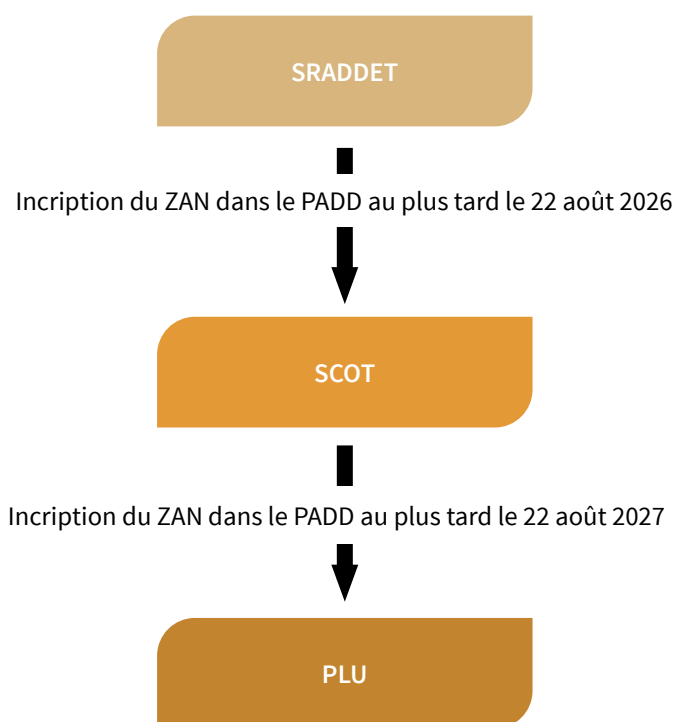 SRADDET
Incription du ZAN dans le PADD au plus tard le 22 août 2026
SCOT
Incription du ZAN dans le PADD au plus tard le 22 août 2027
PLU